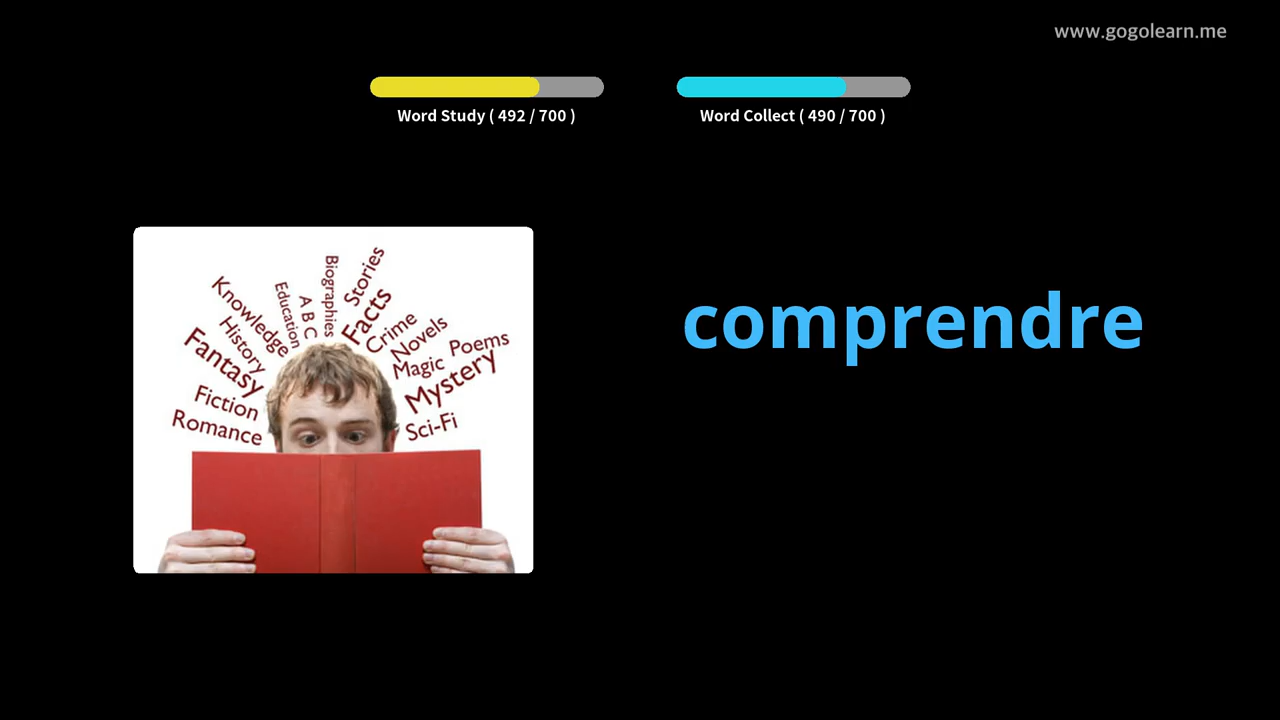 www.gogolearn.me
Word Study ( 492 / 700 )
Word Collect ( 490 / 700 )
Biographies
Stories
Education
A B C
Facts
Knowledge
Crime
History
Novels
Fantasy
Magic
Poems
Mystery
Fiction
Romance
Sci-Fi
comprendre